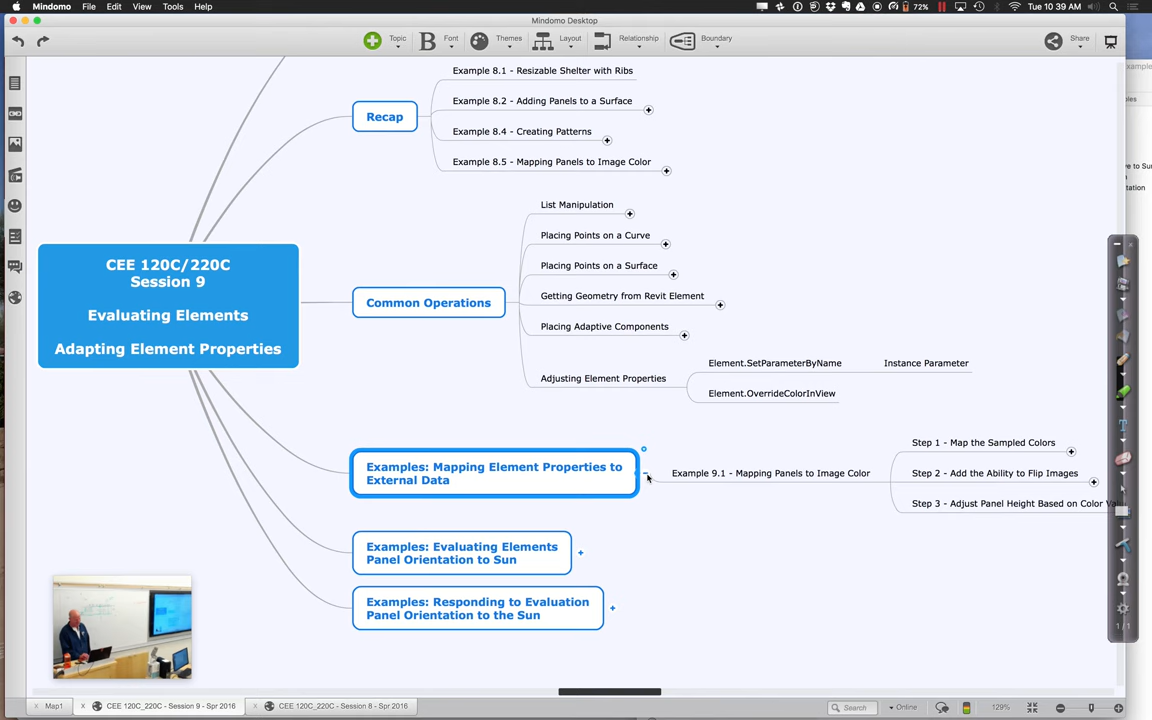 Mindomo File Edit View Tools Help
72% Tue 10 39 AM
Mindomo Desktop
Topic Font Themes Layout Relationship Boundary Share
Example 8.1 - Resizable Shelter with Ribs
Recap
Example 8.2 - Adding Panels to a Surface
Example 8.4 - Creating Patterns
Example 8.5 - Mapping Panels to Image Color
List Manipulation
Placing Points on a Curve
Placing Points on a Surface
CEE 120C/220C
Session 9
Evaluating Elements
Adapting Element Properties
Common Operations
Getting Geometry from Revit Element
Placing Adaptive Components
Adjusting Element Properties
Element.SetParameterByName
Instance Parameter
Element.OverrideColorInView
Examples: Mapping Element Properties to
External Data
Example 9.1 - Mapping Panels to Image Color
Step 1 - Map the Sampled Colors
Step 2 - Add the Ability to Flip Images
Step 3 - Adjust Panel Height Based on Color
Examples: Evaluating Elements
Panel Orientation to Sun
Examples: Responding to Evaluation
Panel Orientation to the Sun
1 / 1
Map1
CEE 120C_220C - Session 9 - Spr 2016
CEE 120C_220C - Session 8 - Spr 2016
Search
Online
129%